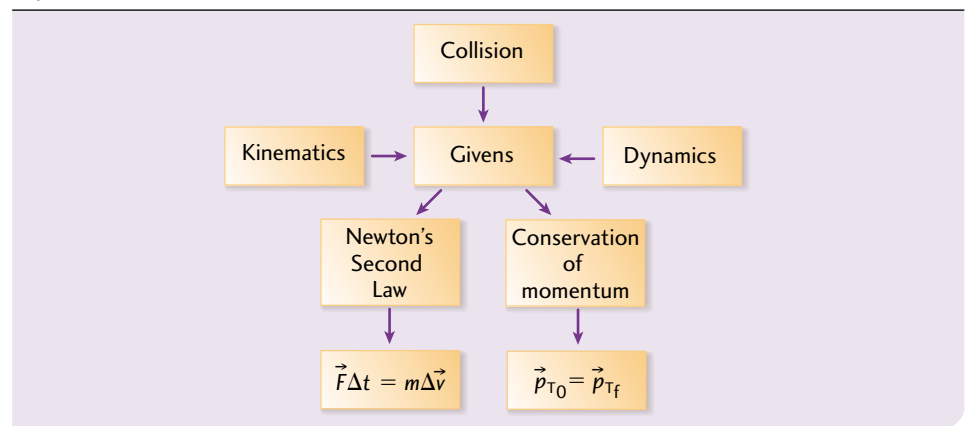 Collision
Kinematics
Givens
Dynamics
Newton's
Second
Law
Conservation
of
momentum
F⃗Δt = mΔv⃗
p⃗T₀ = p⃗Tf